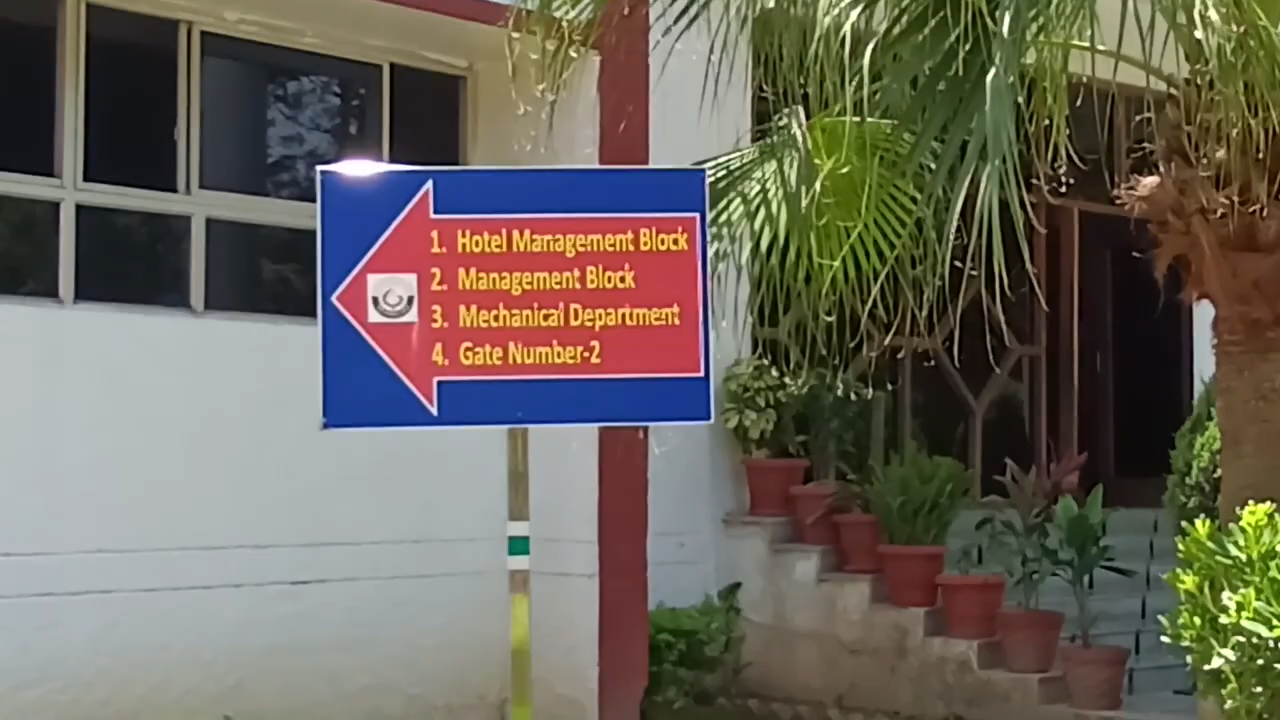 1. Hotel Management Block
2. Management Block
3. Mechanical Department
4. Gate Number-2